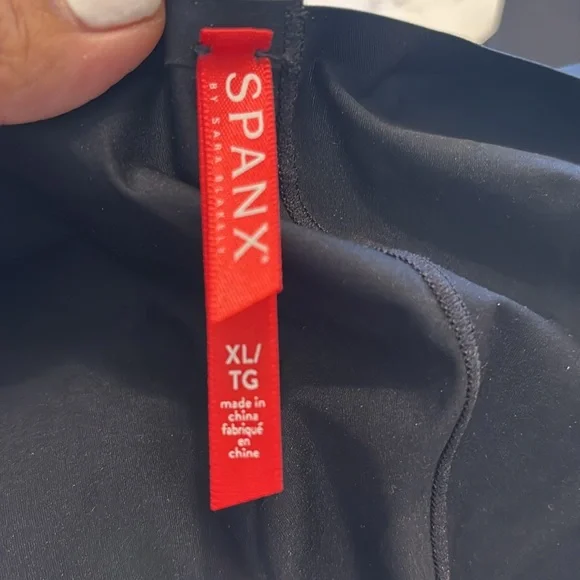 SPANX®
BY SARA BLAKELY
XL/
TG
made in
china
fabriqué
en
chine